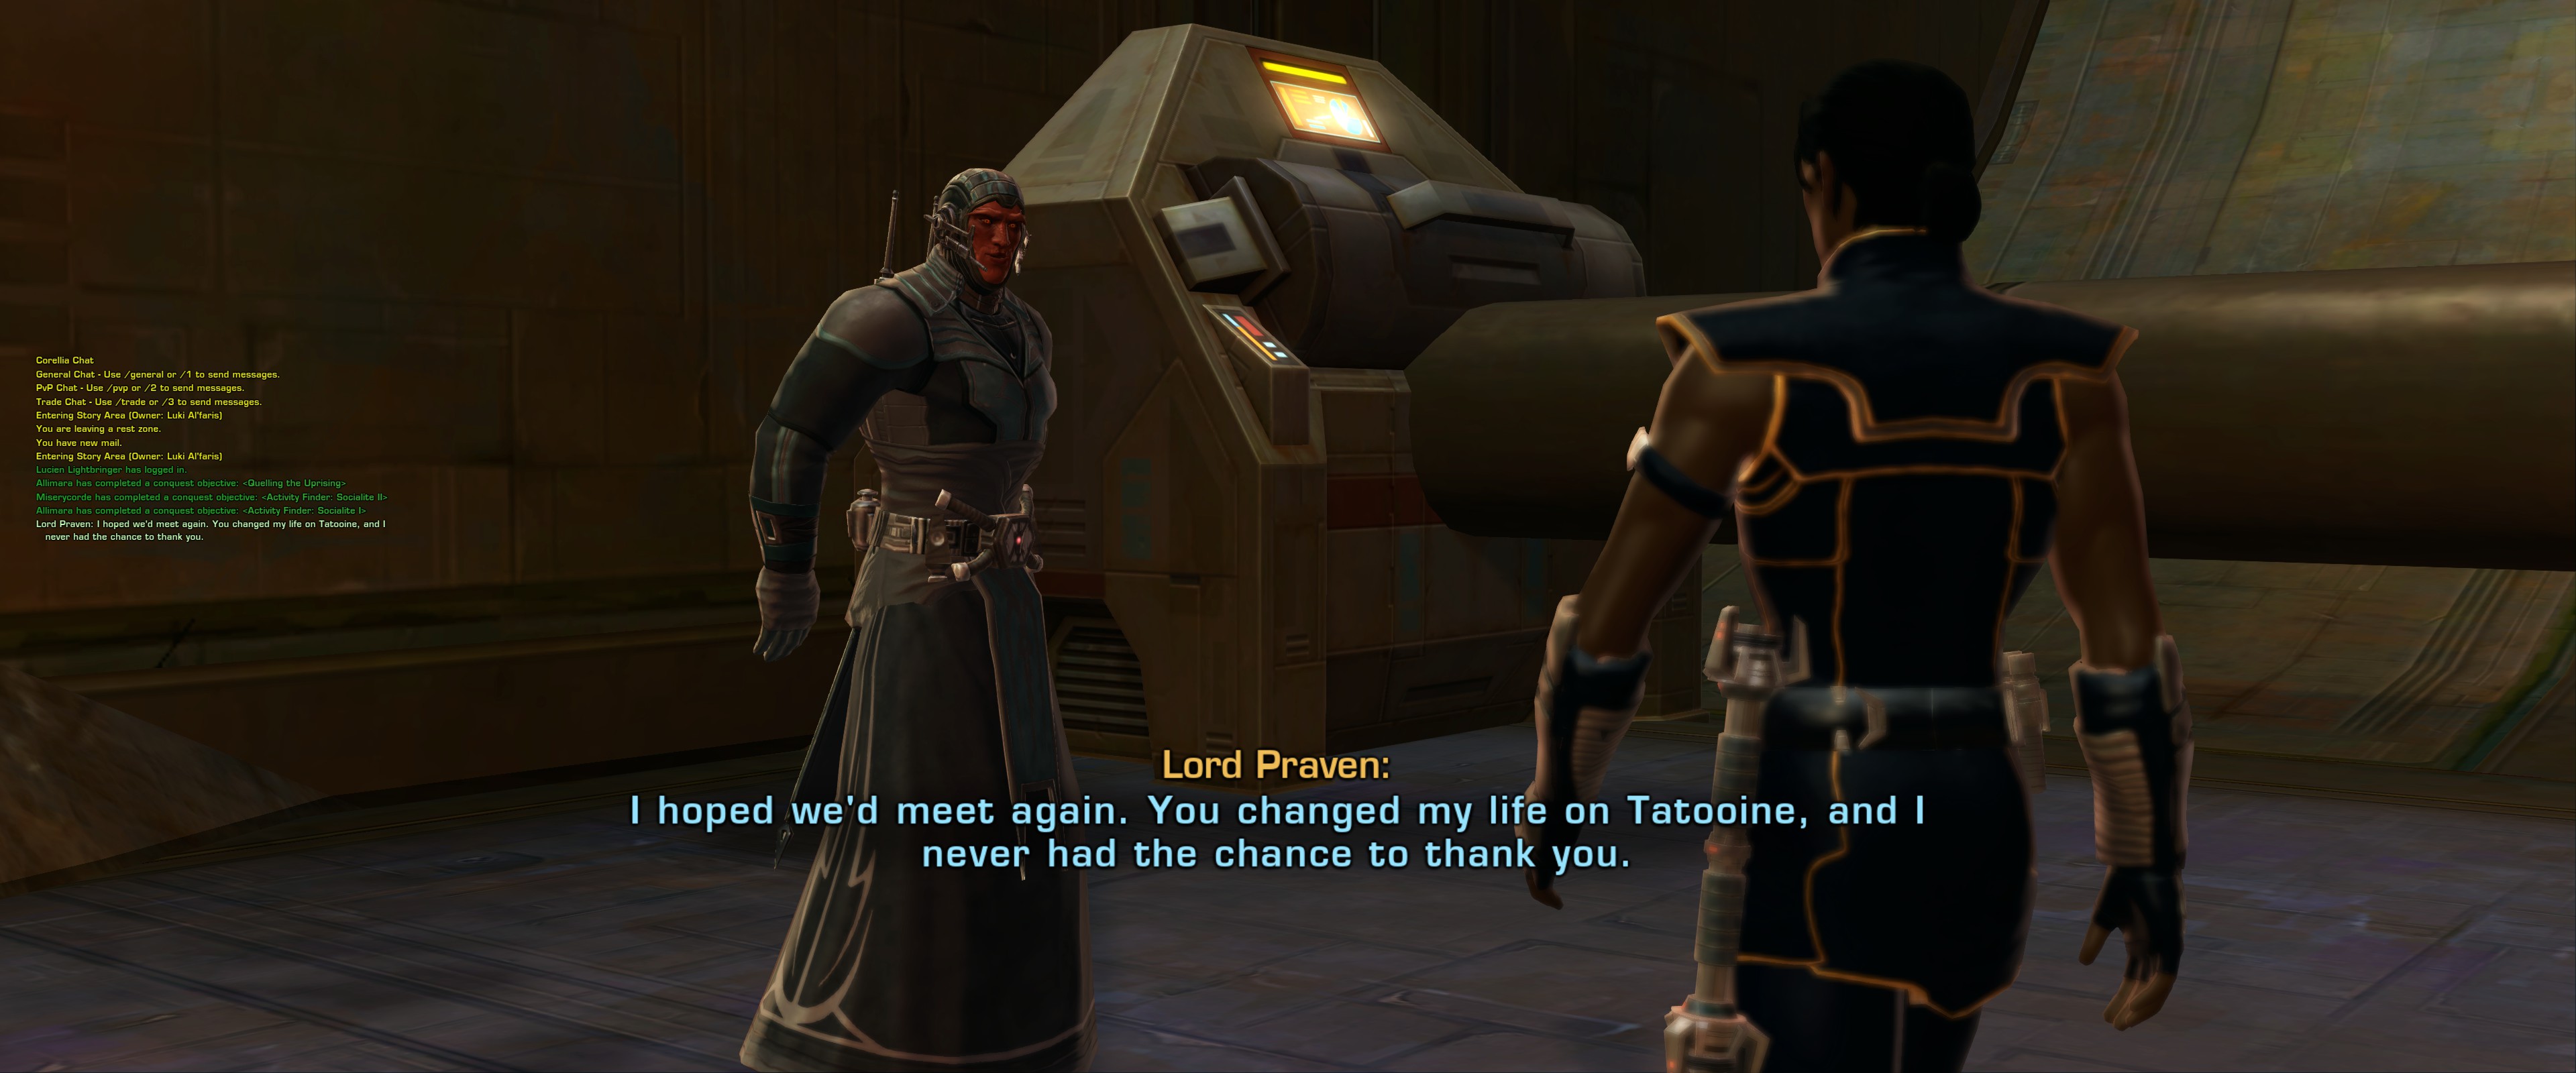 Corellia Chat
General Chat - Use /general or /1 to send messages.
PvP Chat - Use /pvp or /2 to send messages.
Trade Chat - Use /trade or /3 to send messages.
Entering Story Area (Owner: Luki Al'faris)
You are leaving a rest zone.
You have new mail.
Entering Story Area (Owner: Luki Al'faris)
Lucien Lightbringer has logged in.
Allimara has completed a conquest objective: <Quelling the Uprising>
Miserycorde has completed a conquest objective: <Activity Finder: Socialite II>
Allimara has completed a conquest objective: <Activity Finder: Socialite I>
Lord Praven: I hoped we'd meet again. You changed my life on Tatooine, and I
never had the chance to thank you.
Lord Praven:
I hoped we'd meet again. You changed my life on Tatooine, and I
never had the chance to thank you.